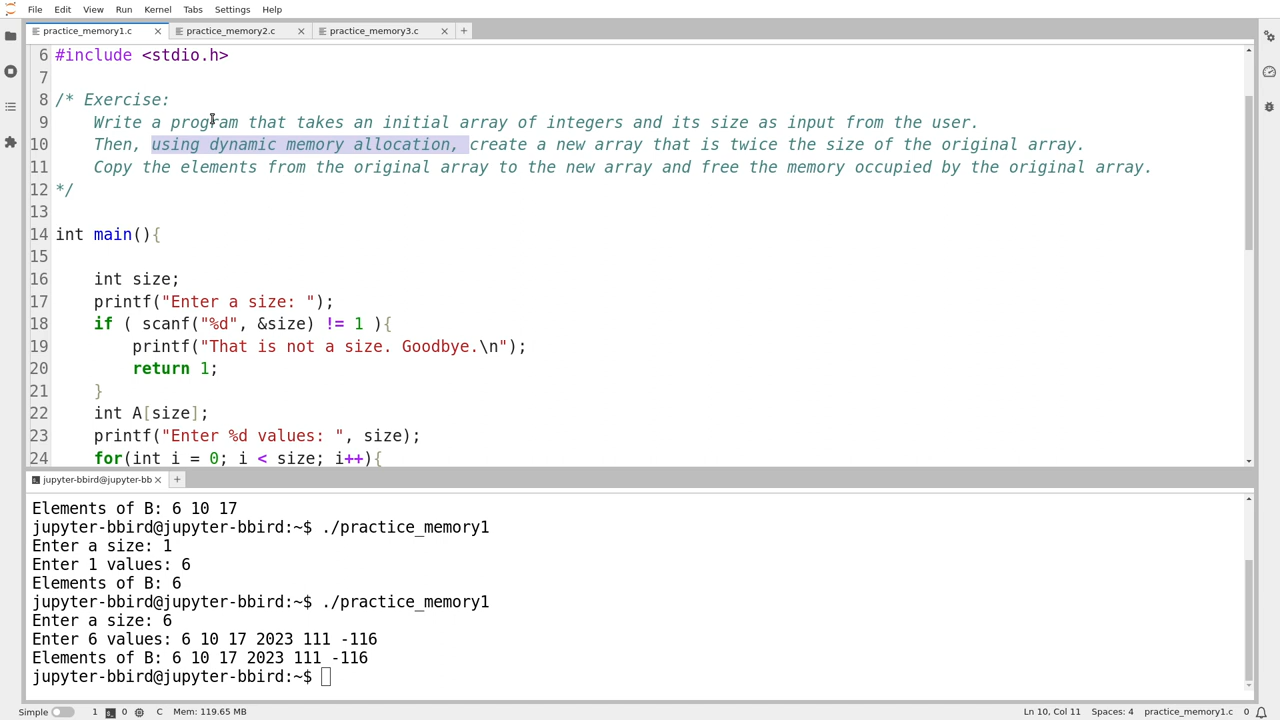 File Edit View Run Kernel Tabs Settings Help
practice_memory1.c practice_memory2.c practice_memory3.c
6 #include <stdio.h>
7
8 /* Exercise:
9 Write a program that takes an initial array of integers and its size as input from the user.
10 Then, using dynamic memory allocation, create a new array that is twice the size of the original array.
11 Copy the elements from the original array to the new array and free the memory occupied by the original array.
12 */
13
14 int main(){
15
16 int size;
17 printf("Enter a size: ");
18 if ( scanf("%d", &size) != 1 ){
19 printf("That is not a size. Goodbye.\n");
20 return 1;
21 }
22 int A[size];
23 printf("Enter %d values: ", size);
24 for(int i = 0; i < size; i++){
jupyter-bbird@jupyter-bb
Elements of B: 6 10 17
jupyter-bbird@jupyter-bbird:~$ ./practice_memory1
Enter a size: 1
Enter 1 values: 6
Elements of B: 6
jupyter-bbird@jupyter-bbird:~$ ./practice_memory1
Enter a size: 6
Enter 6 values: 6 10 17 2023 111 -116
Elements of B: 6 10 17 2023 111 -116
jupyter-bbird@jupyter-bbird:~$
Simple 1 0 C Mem: 119.65 MB Ln 10, Col 11 Spaces: 4 practice_memory1.c 0